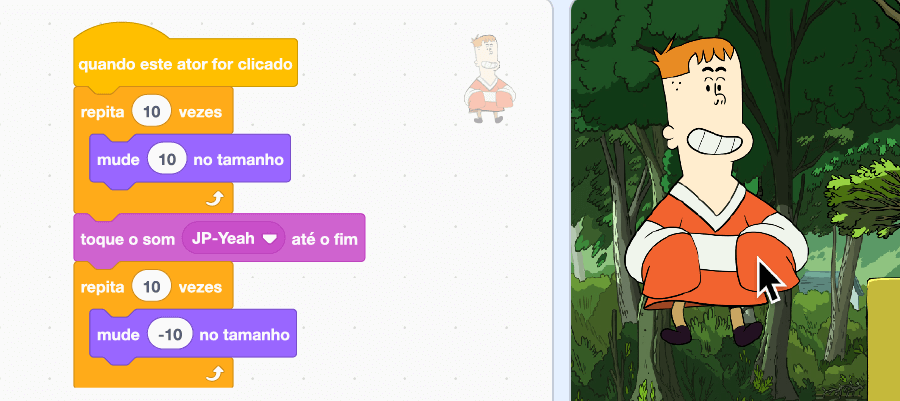 quando este ator for clicado
repita 10 vezes
mude 10 no tamanho
toque o som JP-Yeah até o fim
repita 10 vezes
mude -10 no tamanho